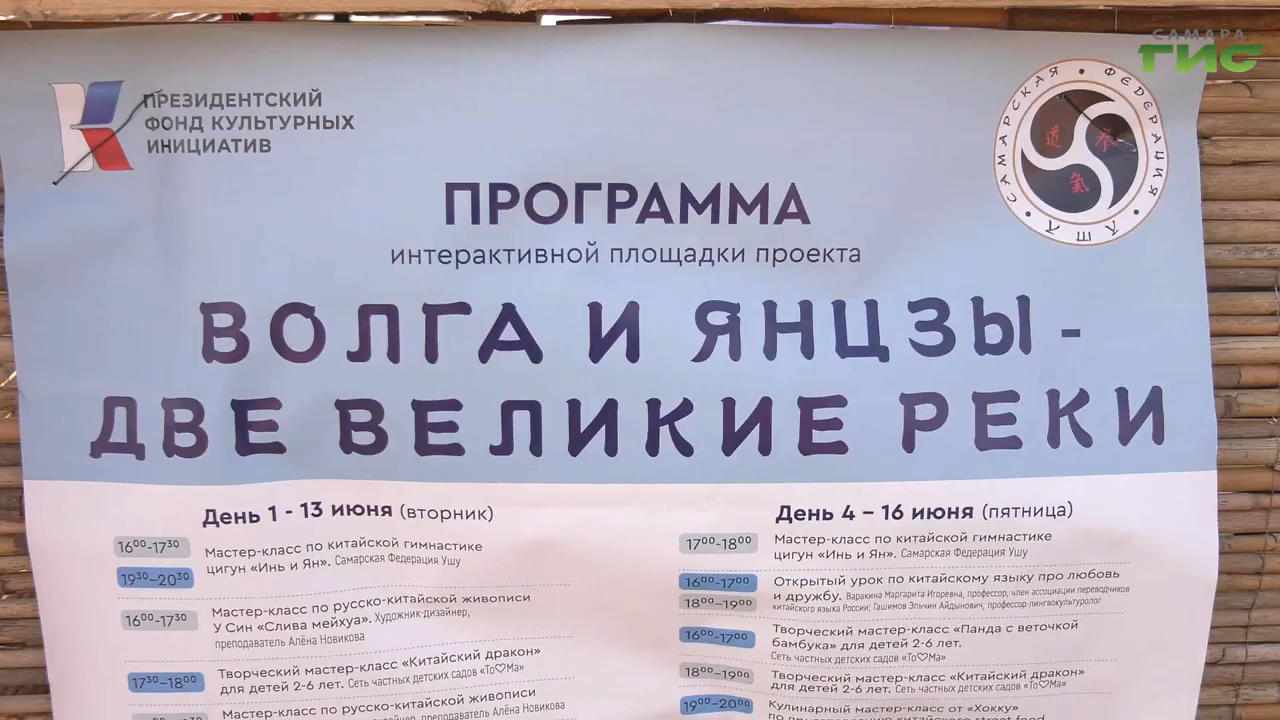 САМАРА
ГИС
ПРЕЗИДЕНТСКИЙ
ФОНД КУЛЬТУРНЫХ
ИНИЦИАТИВ
САМАРСКАЯ ФЕДЕРАЦИЯ
УШУ
道 拳
氣
ПРОГРАММА
интерактивной площадки проекта
ВОЛГА И ЯНЦЗЫ -
ДВЕ ВЕЛИКИЕ РЕКИ
День 1 - 13 июня (вторник)
16⁰⁰-17³⁰
19³⁰–20³⁰
Мастер-класс по китайской гимнастике
цигун «Инь и Ян». Самарская Федерация Ушу
16⁰⁰-17³⁰
Мастер-класс по русско-китайской живописи
У Син «Слива мейхуа». Художник-дизайнер,
преподаватель Алёна Новикова
17³⁰–18⁰⁰
Творческий мастер-класс «Китайский дракон»
для детей 2-6 лет. Сеть частных детских садов «То♡Ма»
Мастер-класс по русско-китайской живописи
преподаватель Алёна Новикова
День 4 – 16 июня (пятница)
17⁰⁰-18⁰⁰
Мастер-класс по китайской гимнастике
цигун «Инь и Ян». Самарская Федерация Ушу
16⁰⁰-17⁰⁰
18⁰⁰–19⁰⁰
Открытый урок по китайскому языку про любовь
и дружбу. Варакина Маргарита Игоревна, профессор, член ассоциации переводчиков
китайского языка России; Гашимов Эльчин Айдынович, профессор-лингвокультуролог
16⁰⁰-17⁰⁰
Творческий мастер-класс «Панда с веточкой
бамбука» для детей 2-6 лет.
Сеть частных детских садов «То♡Ма»
18⁰⁰–19⁰⁰
Творческий мастер-класс «Китайский дракон»
для детей 2-6 лет. Сеть частных детских садов «То♡Ма»
19⁰⁰–20⁰⁰
Кулинарный мастер-класс от «Хокку»
по приготовлению китайского street food